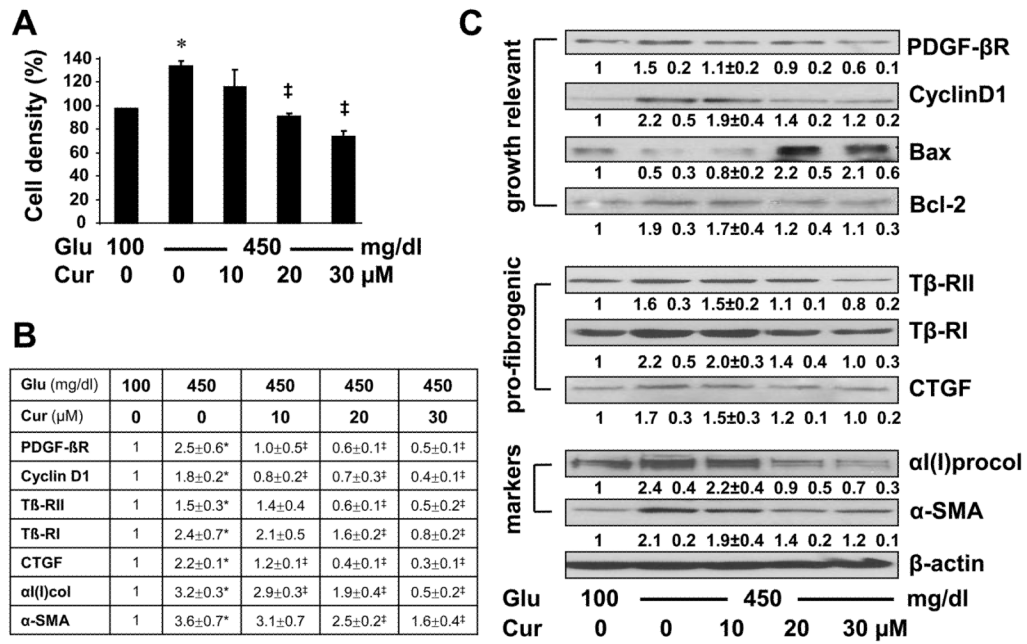 A
Cell density (%)
140
120
100
80
60
40
20
0
*
‡
‡
Glu 100 450 mg/dl
Cur 0 0 10 20 30 µM
B
Glu (mg/dl) 100 450 450 450 450
Cur (µM) 0 0 10 20 30
PDGF-ßR 1 2.5±0.6* 1.0±0.5‡ 0.6±0.1‡ 0.5±0.1‡
Cyclin D1 1 1.8±0.2* 0.8±0.2‡ 0.7±0.3‡ 0.4±0.1‡
Tß-RII 1 1.5±0.3* 1.4±0.4 0.6±0.1‡ 0.5±0.2‡
Tß-RI 1 2.4±0.7* 2.1±0.5 1.6±0.2‡ 0.8±0.2‡
CTGF 1 2.2±0.1* 1.2±0.1‡ 0.4±0.1‡ 0.3±0.1‡
αI(I)col 1 3.2±0.3* 2.9±0.3‡ 1.9±0.4‡ 0.5±0.2‡
α-SMA 1 3.6±0.7* 3.1±0.7 2.5±0.2‡ 1.6±0.4‡
C
growth relevant
PDGF-ßR
1 1.5 0.2 1.1±0.2 0.9 0.2 0.6 0.1
CyclinD1
1 2.2 0.5 1.9±0.4 1.4 0.2 1.2 0.2
Bax
1 0.5 0.3 0.8±0.2 2.2 0.5 2.1 0.6
Bcl-2
1 1.9 0.3 1.7±0.4 1.2 0.4 1.1 0.3
pro-fibrogenic
Tß-RII
1 1.6 0.3 1.5±0.2 1.1 0.1 0.8 0.2
Tß-RI
1 2.2 0.5 2.0±0.3 1.4 0.4 1.0 0.3
CTGF
1 1.7 0.3 1.5±0.3 1.2 0.1 1.0 0.2
markers
αI(I)procol
1 2.4 0.4 2.2±0.4 0.9 0.5 0.7 0.3
α-SMA
1 2.1 0.2 1.9±0.4 1.4 0.2 1.2 0.1
β-actin
Glu 100 450 mg/dl
Cur 0 0 10 20 30 µM